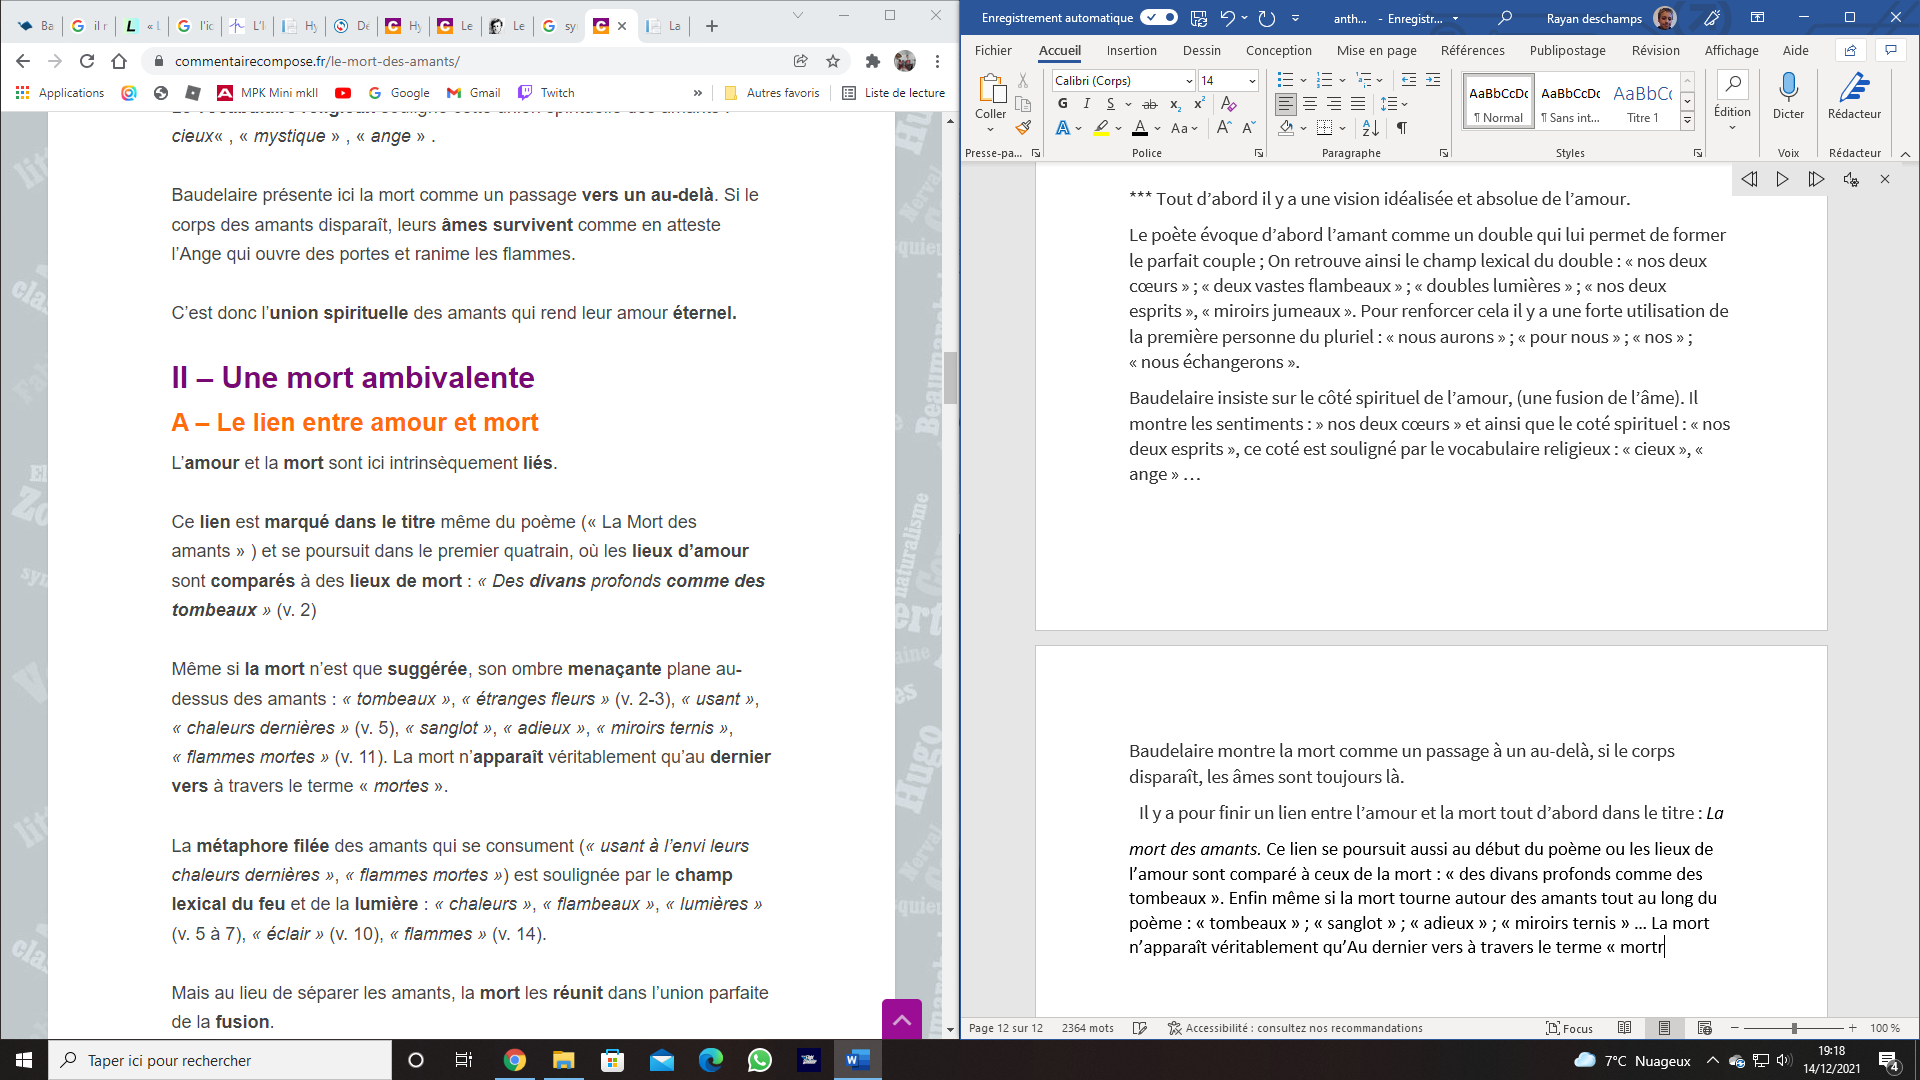 Ba
il r
« L
l'ic
L'I
Hy
De
Hy
Le
Le
sy
La
commentairecompose.fr/le-mort-des-amants/
Applications
MPK Mini mkII
Google
Gmail
Twitch
»
Autres favoris
Liste de lecture
cieux« , « mystique » , « ange » .
Baudelaire présente ici la mort comme un passage vers un au-delà. Si le
corps des amants disparaît, leurs âmes survivent comme en atteste
l'Ange qui ouvre des portes et ranime les flammes.
C'est donc l'union spirituelle des amants qui rend leur amour éternel.
II – Une mort ambivalente
A – Le lien entre amour et mort
L'amour et la mort sont ici intrinsèquement liés.
Ce lien est marqué dans le titre même du poème (« La Mort des
amants » ) et se poursuit dans le premier quatrain, où les lieux d'amour
sont comparés à des lieux de mort : « Des divans profonds comme des
tombeaux » (v. 2)
Même si la mort n'est que suggérée, son ombre menaçante plane au-
dessus des amants : « tombeaux », « étranges fleurs » (v. 2-3), « usant »,
« chaleurs dernières » (v. 5), « sanglot », « adieux », « miroirs ternis »,
« flammes mortes » (v. 11). La mort n'apparaît véritablement qu'au dernier
vers à travers le terme « mortes ».
La métaphore filée des amants qui se consument (« usant à l'envi leurs
chaleurs dernières », « flammes mortes ») est soulignée par le champ
lexical du feu et de la lumière : « chaleurs », « flambeaux », « lumières »
(v. 5 à 7), « éclair » (v. 10), « flammes » (v. 14).
Mais au lieu de séparer les amants, la mort les réunit dans l'union parfaite
de la fusion.
Enregistrement automatique
anth... - Enregistr...
Rayan deschamps
Fichier
Accueil
Insertion
Dessin
Conception
Mise en page
Références
Publipostage
Révision
Affichage
Aide
Coller
Calibri (Corps)
14
G I S ab x₂ x²
A A Aa A A
AaBbCcDc
¶ Normal
AaBbCcDc
¶ Sans int...
AaBbCc
Titre 1
Édition
Dicter
Rédacteur
Presse-pa...
Police
Paragraphe
Styles
Voix
Rédacteur
*** Tout d'abord il y a une vision idéalisée et absolue de l'amour.
Le poète évoque d'abord l'amant comme un double qui lui permet de former
le parfait couple ; On retrouve ainsi le champ lexical du double : « nos deux
cœurs » ; « deux vastes flambeaux » ; « doubles lumières » ; « nos deux
esprits », « miroirs jumeaux ». Pour renforcer cela il y a une forte utilisation de
la première personne du pluriel : « nous aurons » ; « pour nous » ; « nos » ;
« nous échangerons ».
Baudelaire insiste sur le côté spirituel de l'amour, (une fusion de l'âme). Il
montre les sentiments : » nos deux cœurs » et ainsi que le coté spirituel : « nos
deux esprits », ce coté est souligné par le vocabulaire religieux : « cieux », «
ange » …
Baudelaire montre la mort comme un passage à un au-delà, si le corps
disparaît, les âmes sont toujours là.
Il y a pour finir un lien entre l'amour et la mort tout d'abord dans le titre : La
mort des amants. Ce lien se poursuit aussi au début du poème ou les lieux de
l'amour sont comparé à ceux de la mort : « des divans profonds comme des
tombeaux ». Enfin même si la mort tourne autour des amants tout au long du
poème : « tombeaux » ; « sanglot » ; « adieux » ; « miroirs ternis » … La mort
n'apparaît véritablement qu'Au dernier vers à travers le terme « mortr
Page 12 sur 12
2364 mots
Accessibilité : consultez nos recommandations
Focus
100 %
Taper ici pour rechercher
7°C Nuageux
19:18
14/12/2021
4